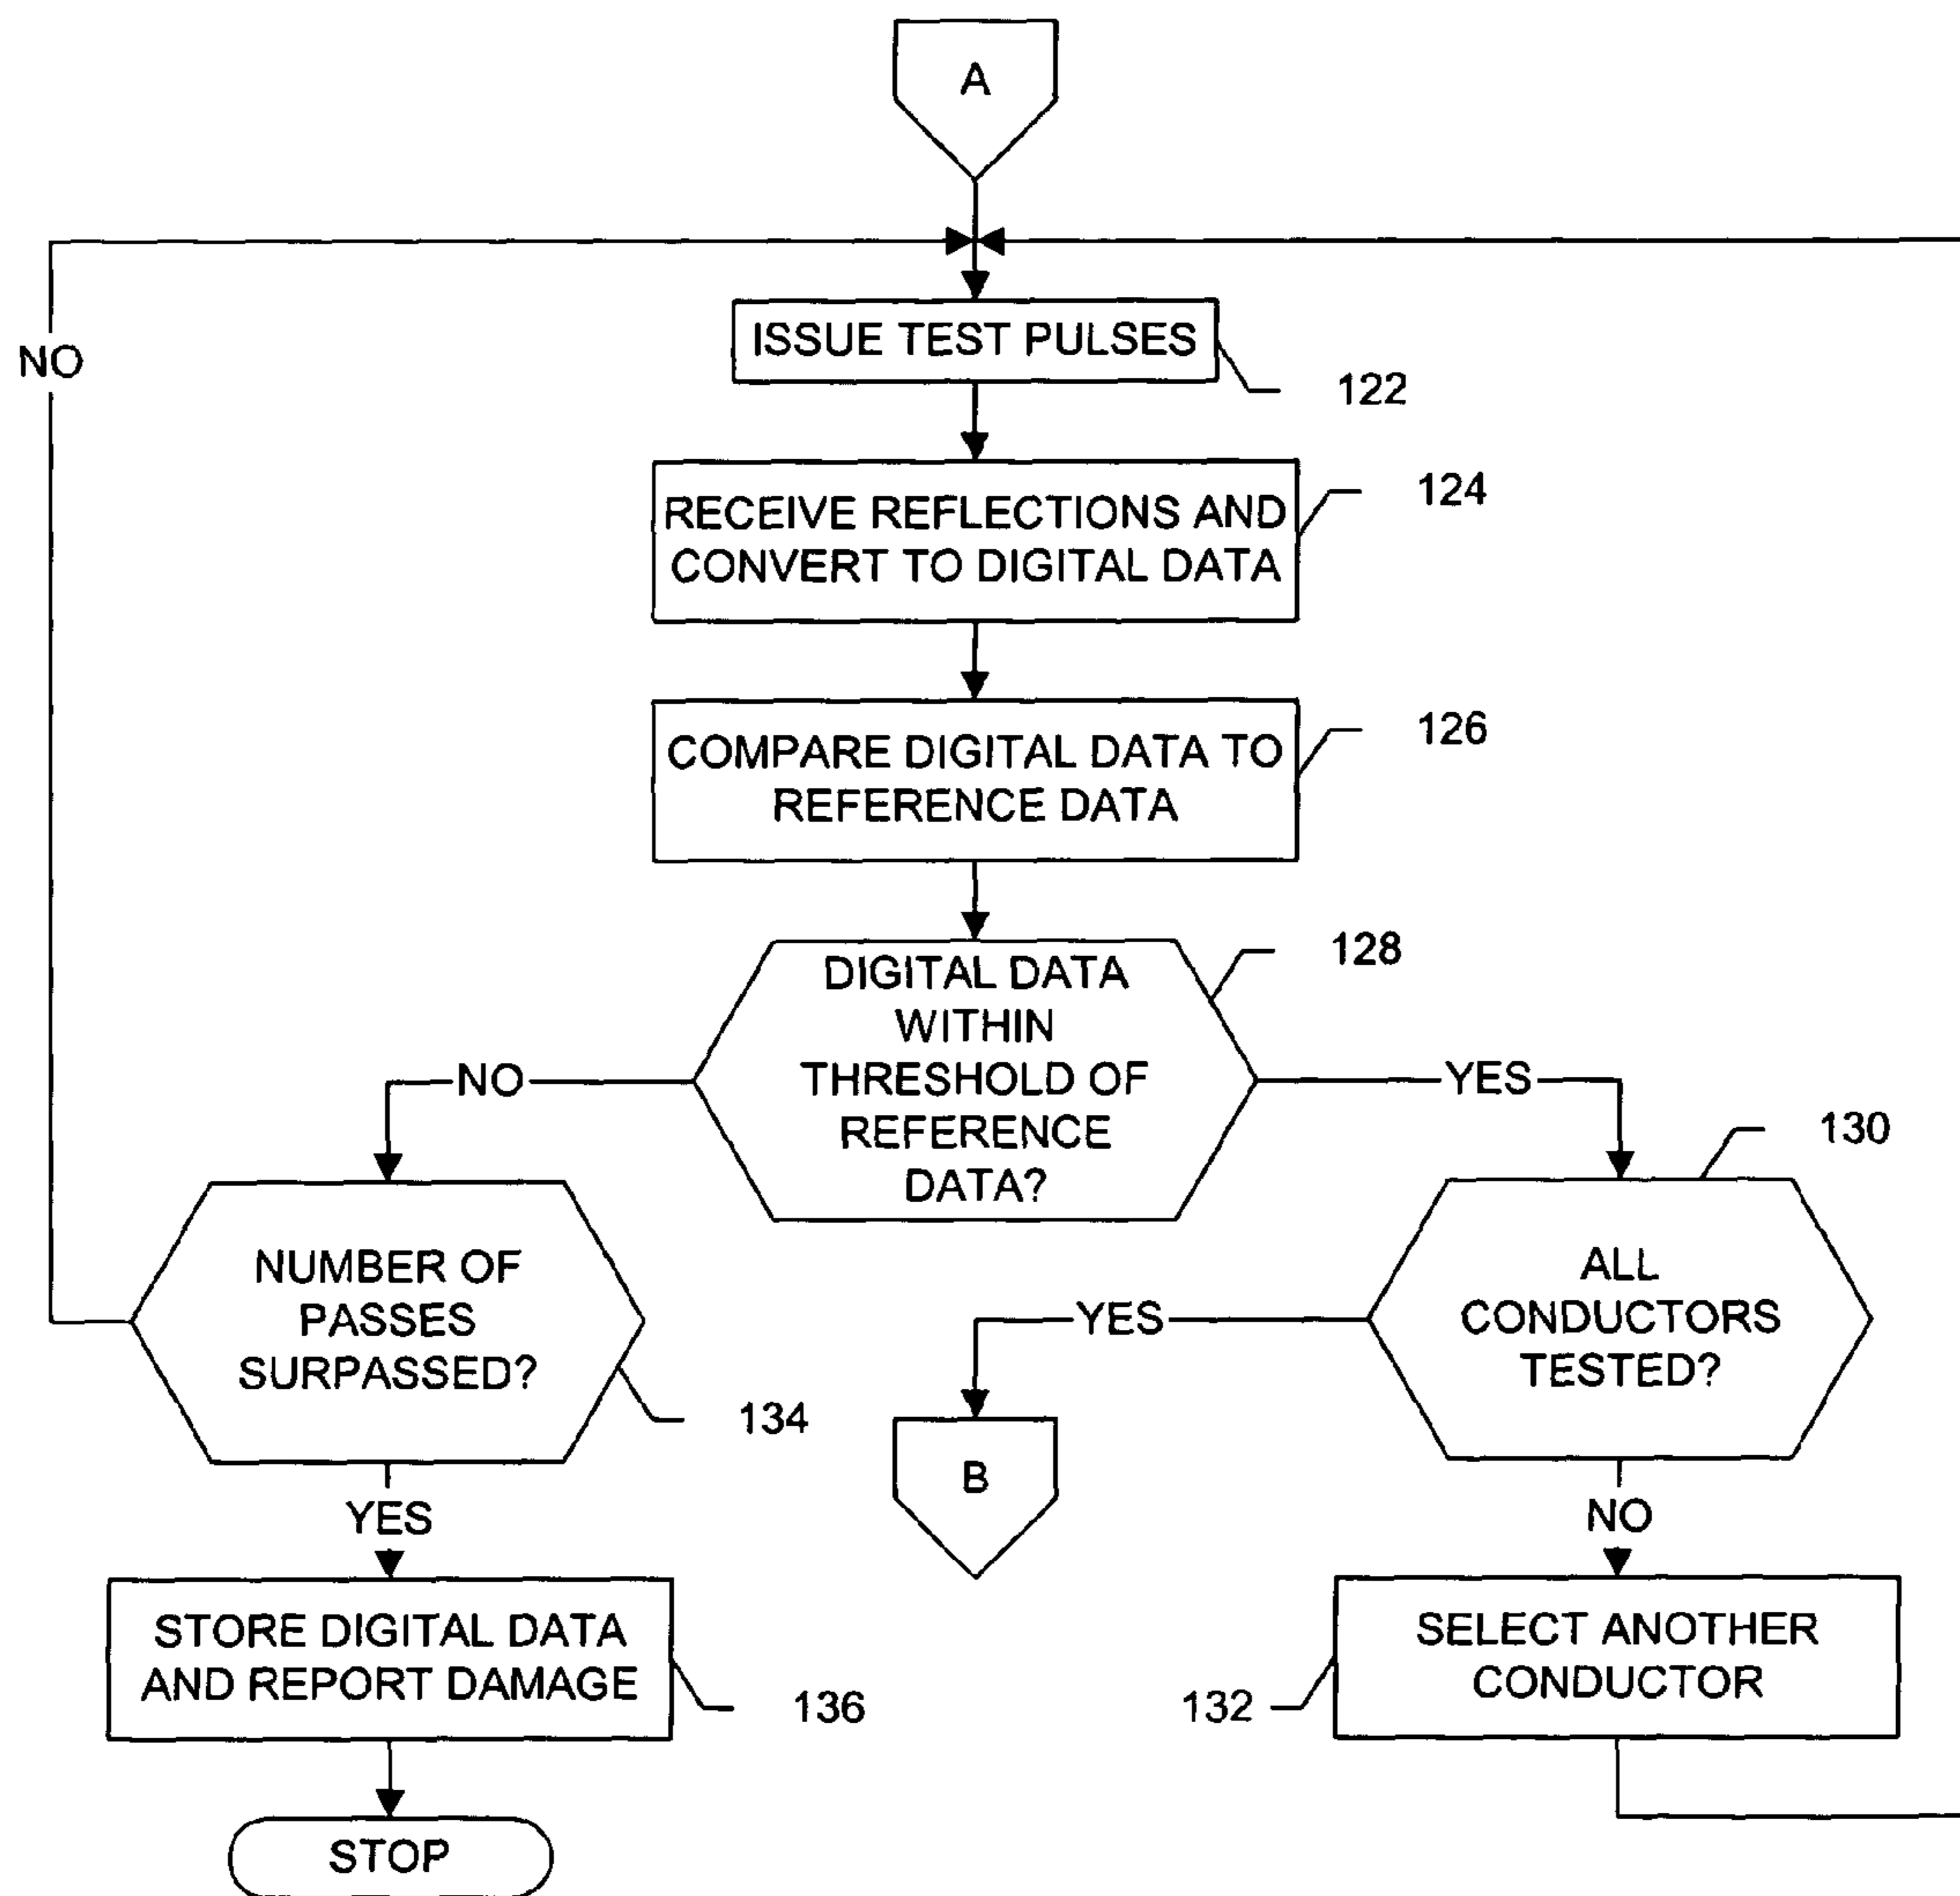 A
NO
ISSUE TEST PULSES
122
RECEIVE REFLECTIONS AND
CONVERT TO DIGITAL DATA
124
COMPARE DIGITAL DATA TO
REFERENCE DATA
126
DIGITAL DATA
WITHIN
THRESHOLD OF
REFERENCE
DATA?
128
NO
YES
130
NUMBER OF
PASSES
SURPASSED?
134
ALL
CONDUCTORS
TESTED?
YES
B
YES
NO
STORE DIGITAL DATA
AND REPORT DAMAGE
136
132
SELECT ANOTHER
CONDUCTOR
STOP